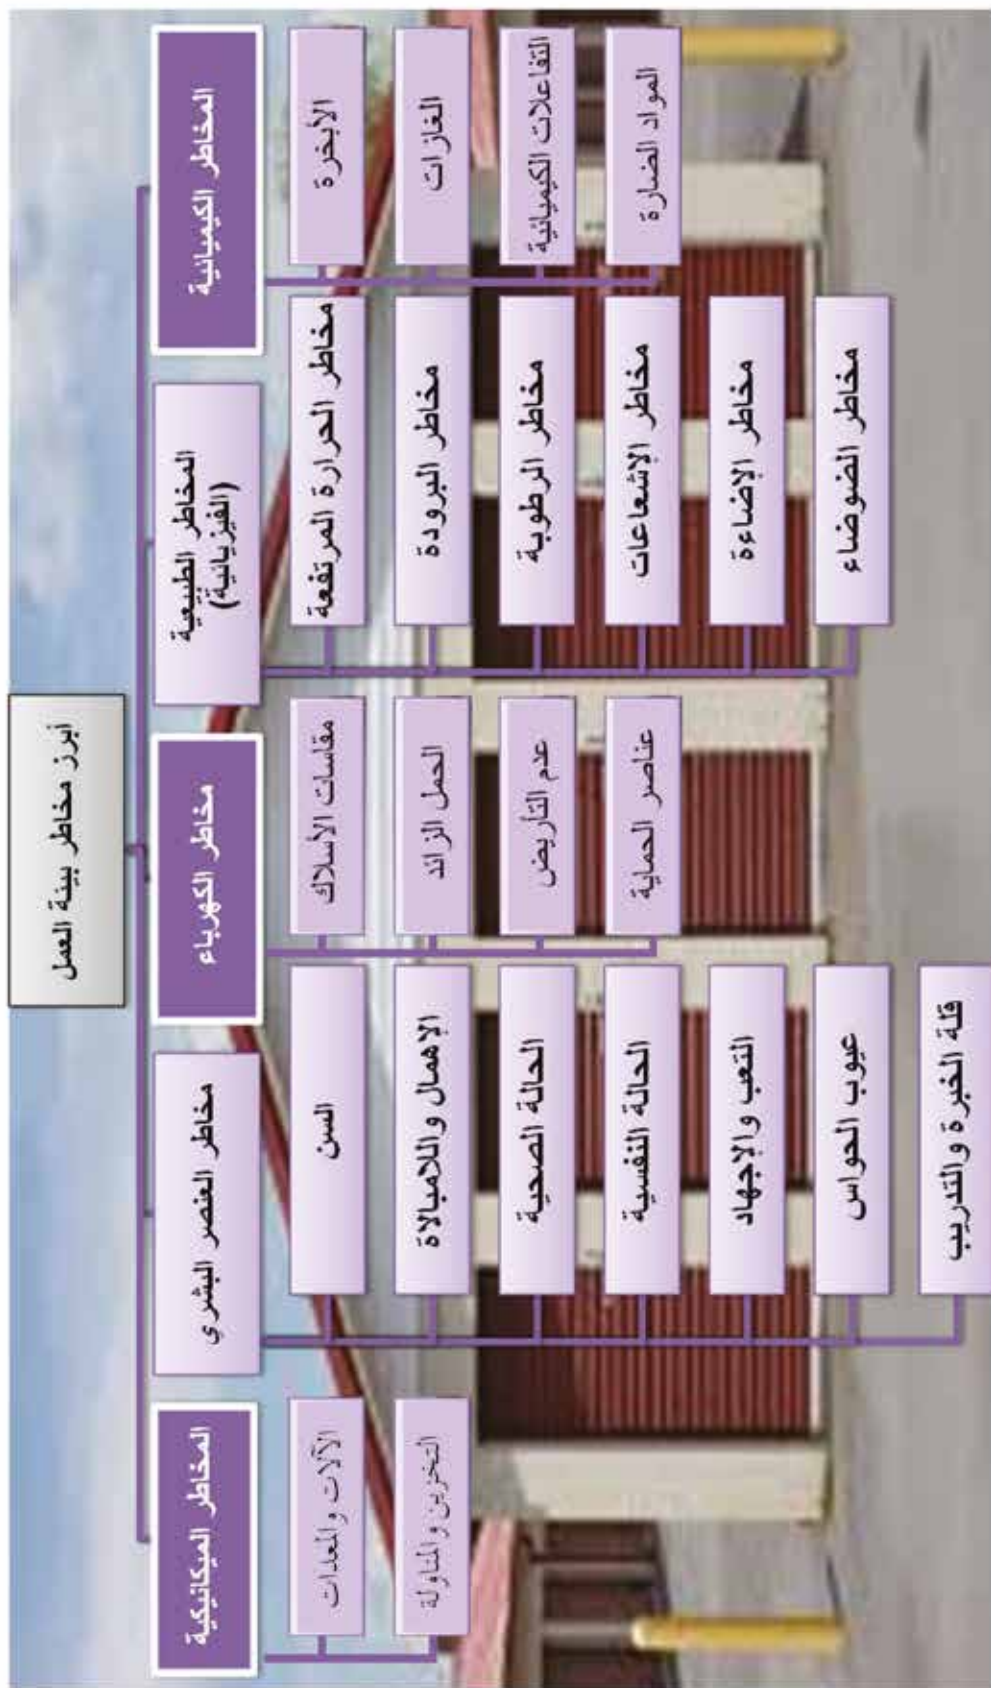 أبرز مخاطر بيئة العمل
المخاطر الكيميائية
الأبخرة
الغازات
التفاعلات الكيميائية
المواد الضارة
المخاطر الطبيعية
(الفيزيائية)
مخاطر الحرارة المرتفعة
مخاطر البرودة
مخاطر الرطوبة
مخاطر الإشعاعات
مخاطر الإضاءة
مخاطر الضوضاء
مخاطر الكهرباء
مقاسات الأسلاك
الحمل الزائد
عدم التأريض
عناصر الحماية
مخاطر العنصر البشري
السن
الإهمال واللامبالاة
الحالة الصحية
الحالة النفسية
التعب والإجهاد
عيوب الحواس
قلة الخبرة والتدريب
المخاطر الميكانيكية
الآلات والمعدات
التخزين والمناولة